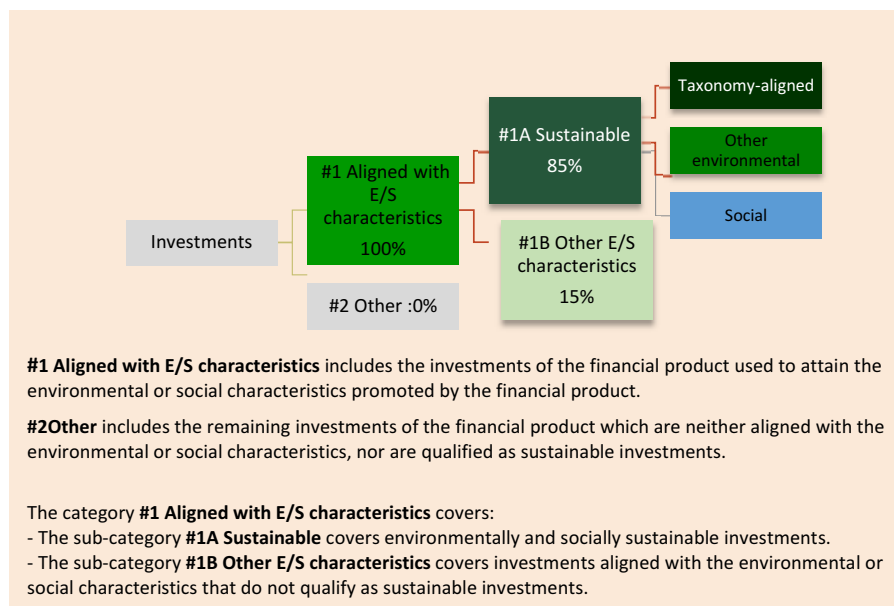 Taxonomy-aligned
#1A Sustainable
85%
Other
environmental
#1 Aligned with
E/S
characteristics
100%
Social
Investments
#1B Other E/S
characteristics
15%
#2 Other :0%
#1 Aligned with E/S characteristics includes the investments of the financial product used to attain the
environmental or social characteristics promoted by the financial product.
#2Other includes the remaining investments of the financial product which are neither aligned with the
environmental or social characteristics, nor are qualified as sustainable investments.
The category #1 Aligned with E/S characteristics covers:
- The sub-category #1A Sustainable covers environmentally and socially sustainable investments.
- The sub-category #1B Other E/S characteristics covers investments aligned with the environmental or
social characteristics that do not qualify as sustainable investments.